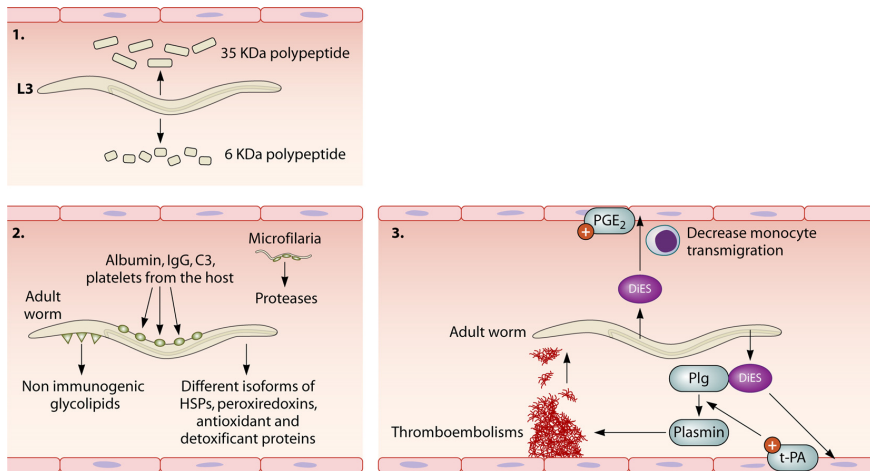 1.
35 KDa polypeptide
L3
6 KDa polypeptide
2.
Microfilaria
Albumin, IgG, C3,
platelets from the host
Proteases
Adult
worm
Non immunogenic
glycolipids
Different isoforms of
HSPs, peroxiredoxins,
antioxidant and
detoxificant proteins
3.
PGE2
+
Decrease monocyte
transmigration
DiES
Adult worm
Plg
DiES
Thromboembolisms
Plasmin
+
t-PA